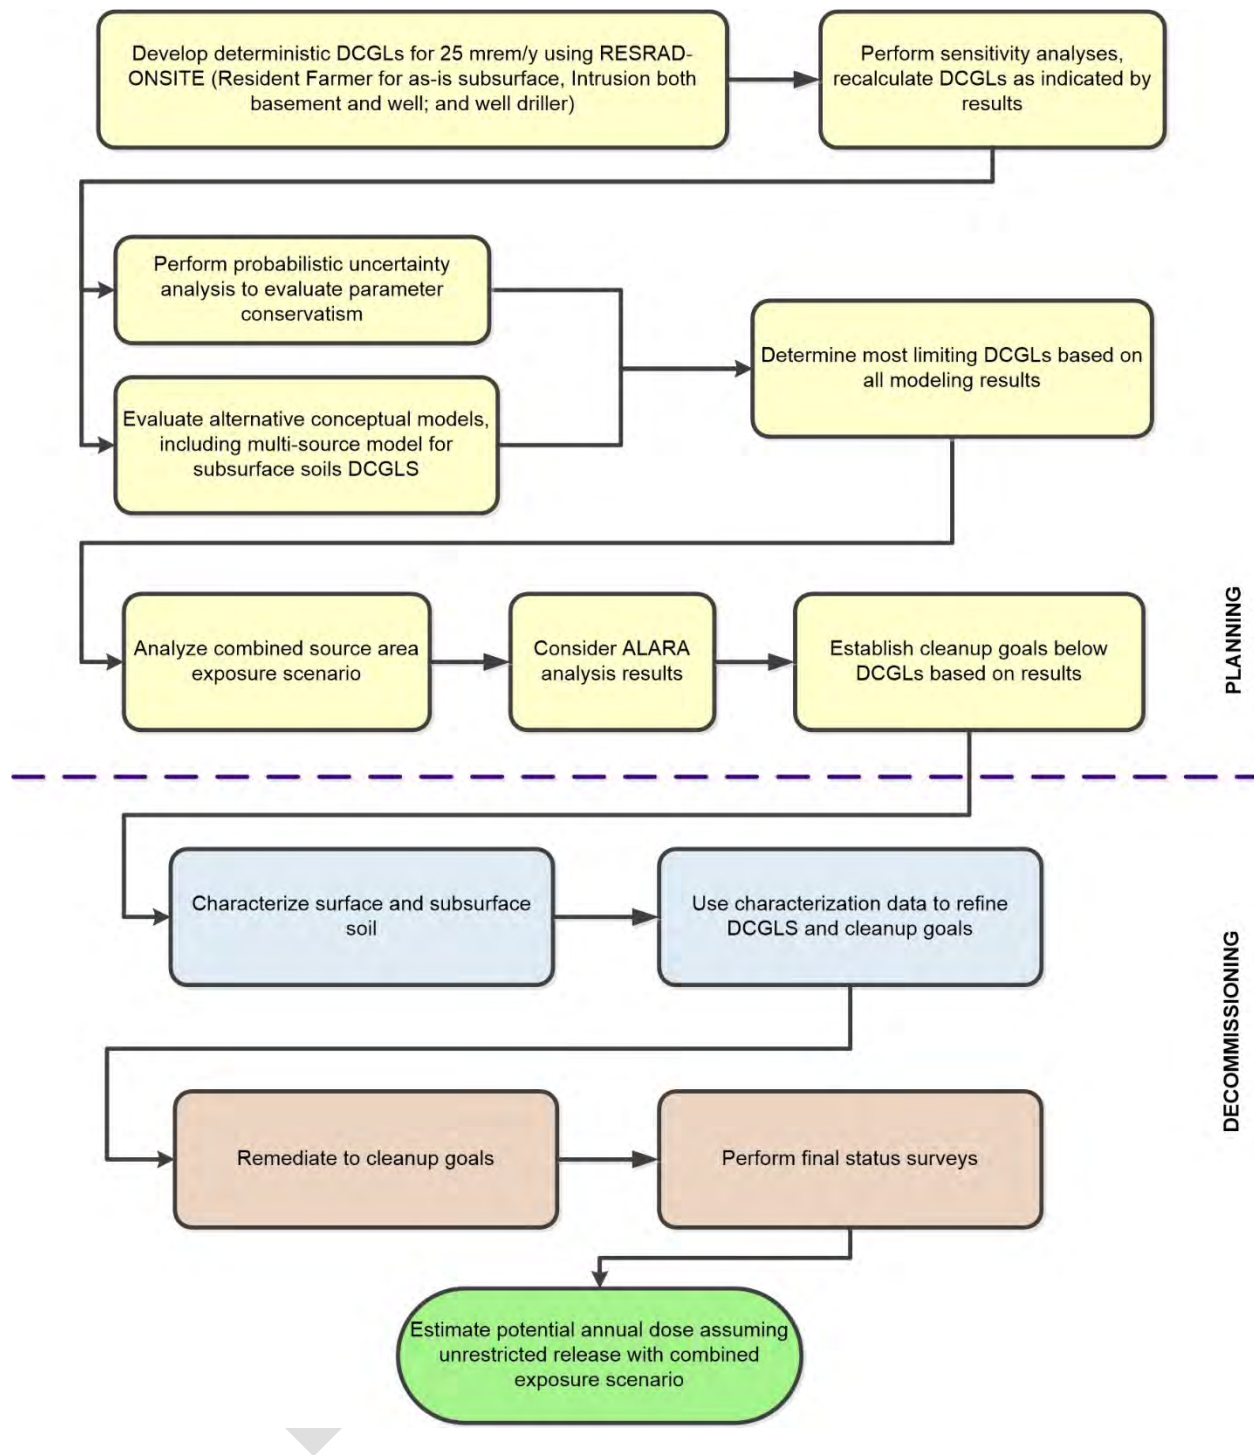 Develop deterministic DCGLs for 25 mrem/y using RESRAD-
ONSITE (Resident Farmer for as-is subsurface, Intrusion both
basement and well; and well driller)
Perform sensitivity analyses,
recalculate DCGLs as indicated by
results
Perform probabilistic uncertainty
analysis to evaluate parameter
conservatism
Evaluate alternative conceptual models,
including multi-source model for
subsurface soils DCGLS
Determine most limiting DCGLs based on
all modeling results
Analyze combined source area
exposure scenario
Consider ALARA
analysis results
Establish cleanup goals below
DCGLs based on results
PLANNING
Characterize surface and subsurface
soil
Use characterization data to refine
DCGLS and cleanup goals
DECOMMISSIONING
Remediate to cleanup goals
Perform final status surveys
Estimate potential annual dose assuming
unrestricted release with combined
exposure scenario